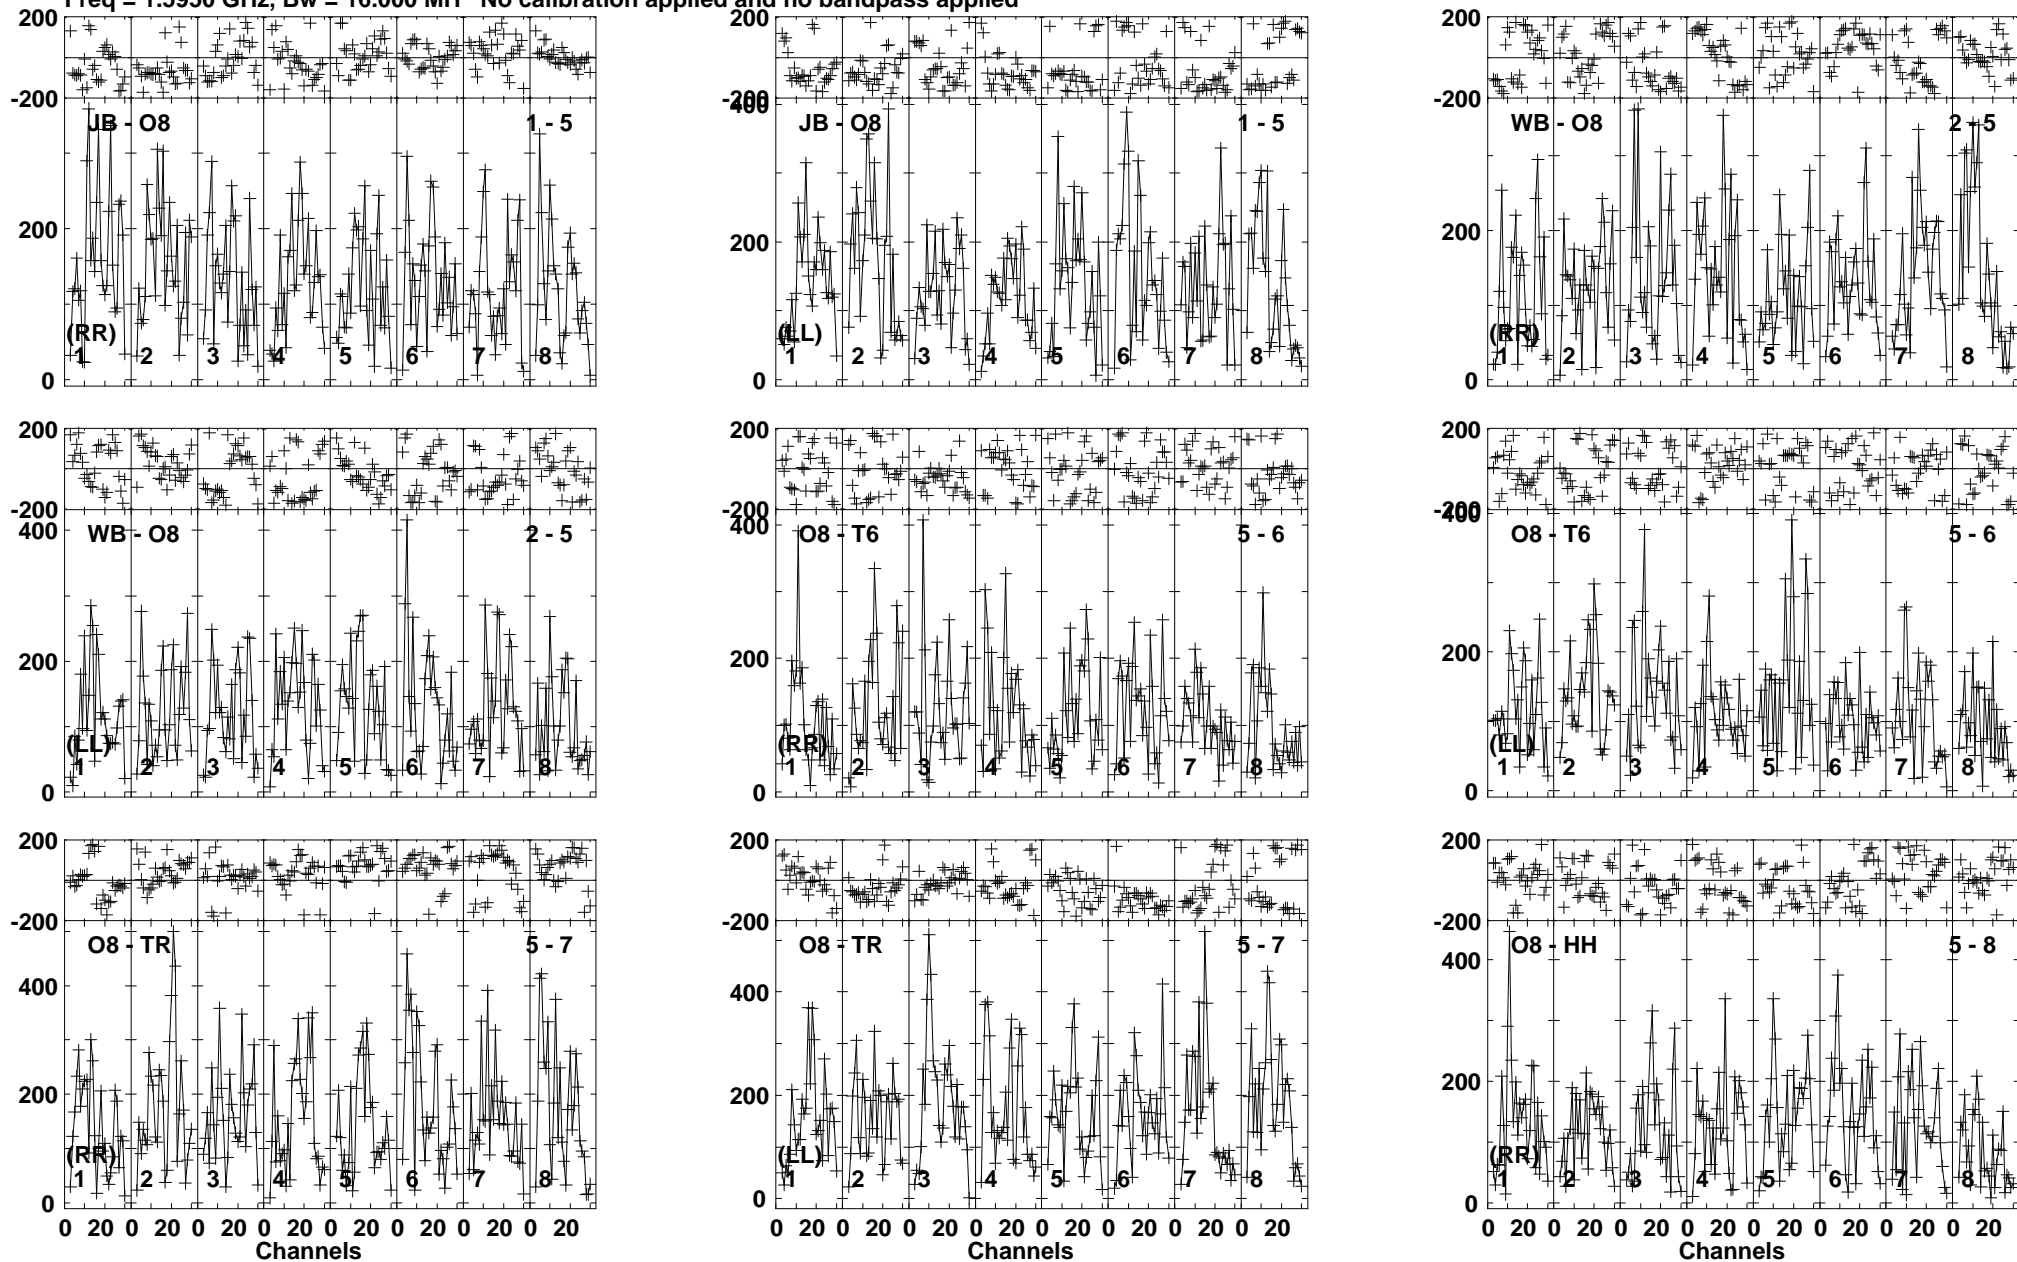 Freq = 1.5950 GHz, Bw = 16.000 MH No calibration applied and no bandpass applied
200 200 200
-200 -200 -200
400
JB - O8 1 - 5 JB - O8 1 - 5 WB - O8 2 - 5
200 200 200
(RR) (LL) (RR)
1 2 3 4 5 6 7 8 1 2 3 4 5 6 7 8 1 2 3 4 5 6 7 8
0 0 0
200 200 200
-200 -200 -200
400 400 400
WB - O8 2 - 5 O8 - T6 5 - 6 O8 - T6 5 - 6
200 200 200
(LL) (RR) (LL)
1 2 3 4 5 6 7 8 1 2 3 4 5 6 7 8 1 2 3 4 5 6 7 8
0 0 0
200 200 200
-200 -200 -200
O8 - TR 5 - 7 O8 - TR 5 - 7 O8 - HH 5 - 8
400 400 400
200 200 200
(RR) (LL) (RR)
1 2 3 4 5 6 7 8 1 2 3 4 5 6 7 8 1 2 3 4 5 6 7 8
0 0 0
0 20 0 20 0 20 0 20 0 20 0 20 0 20 0 20 0 20 0 20 0 20 0 20 0 20 0 20 0 20 0 20 0 20 0 20 0 20 0 20 0 20 0 20 0 20 0 20
Channels Channels Channels